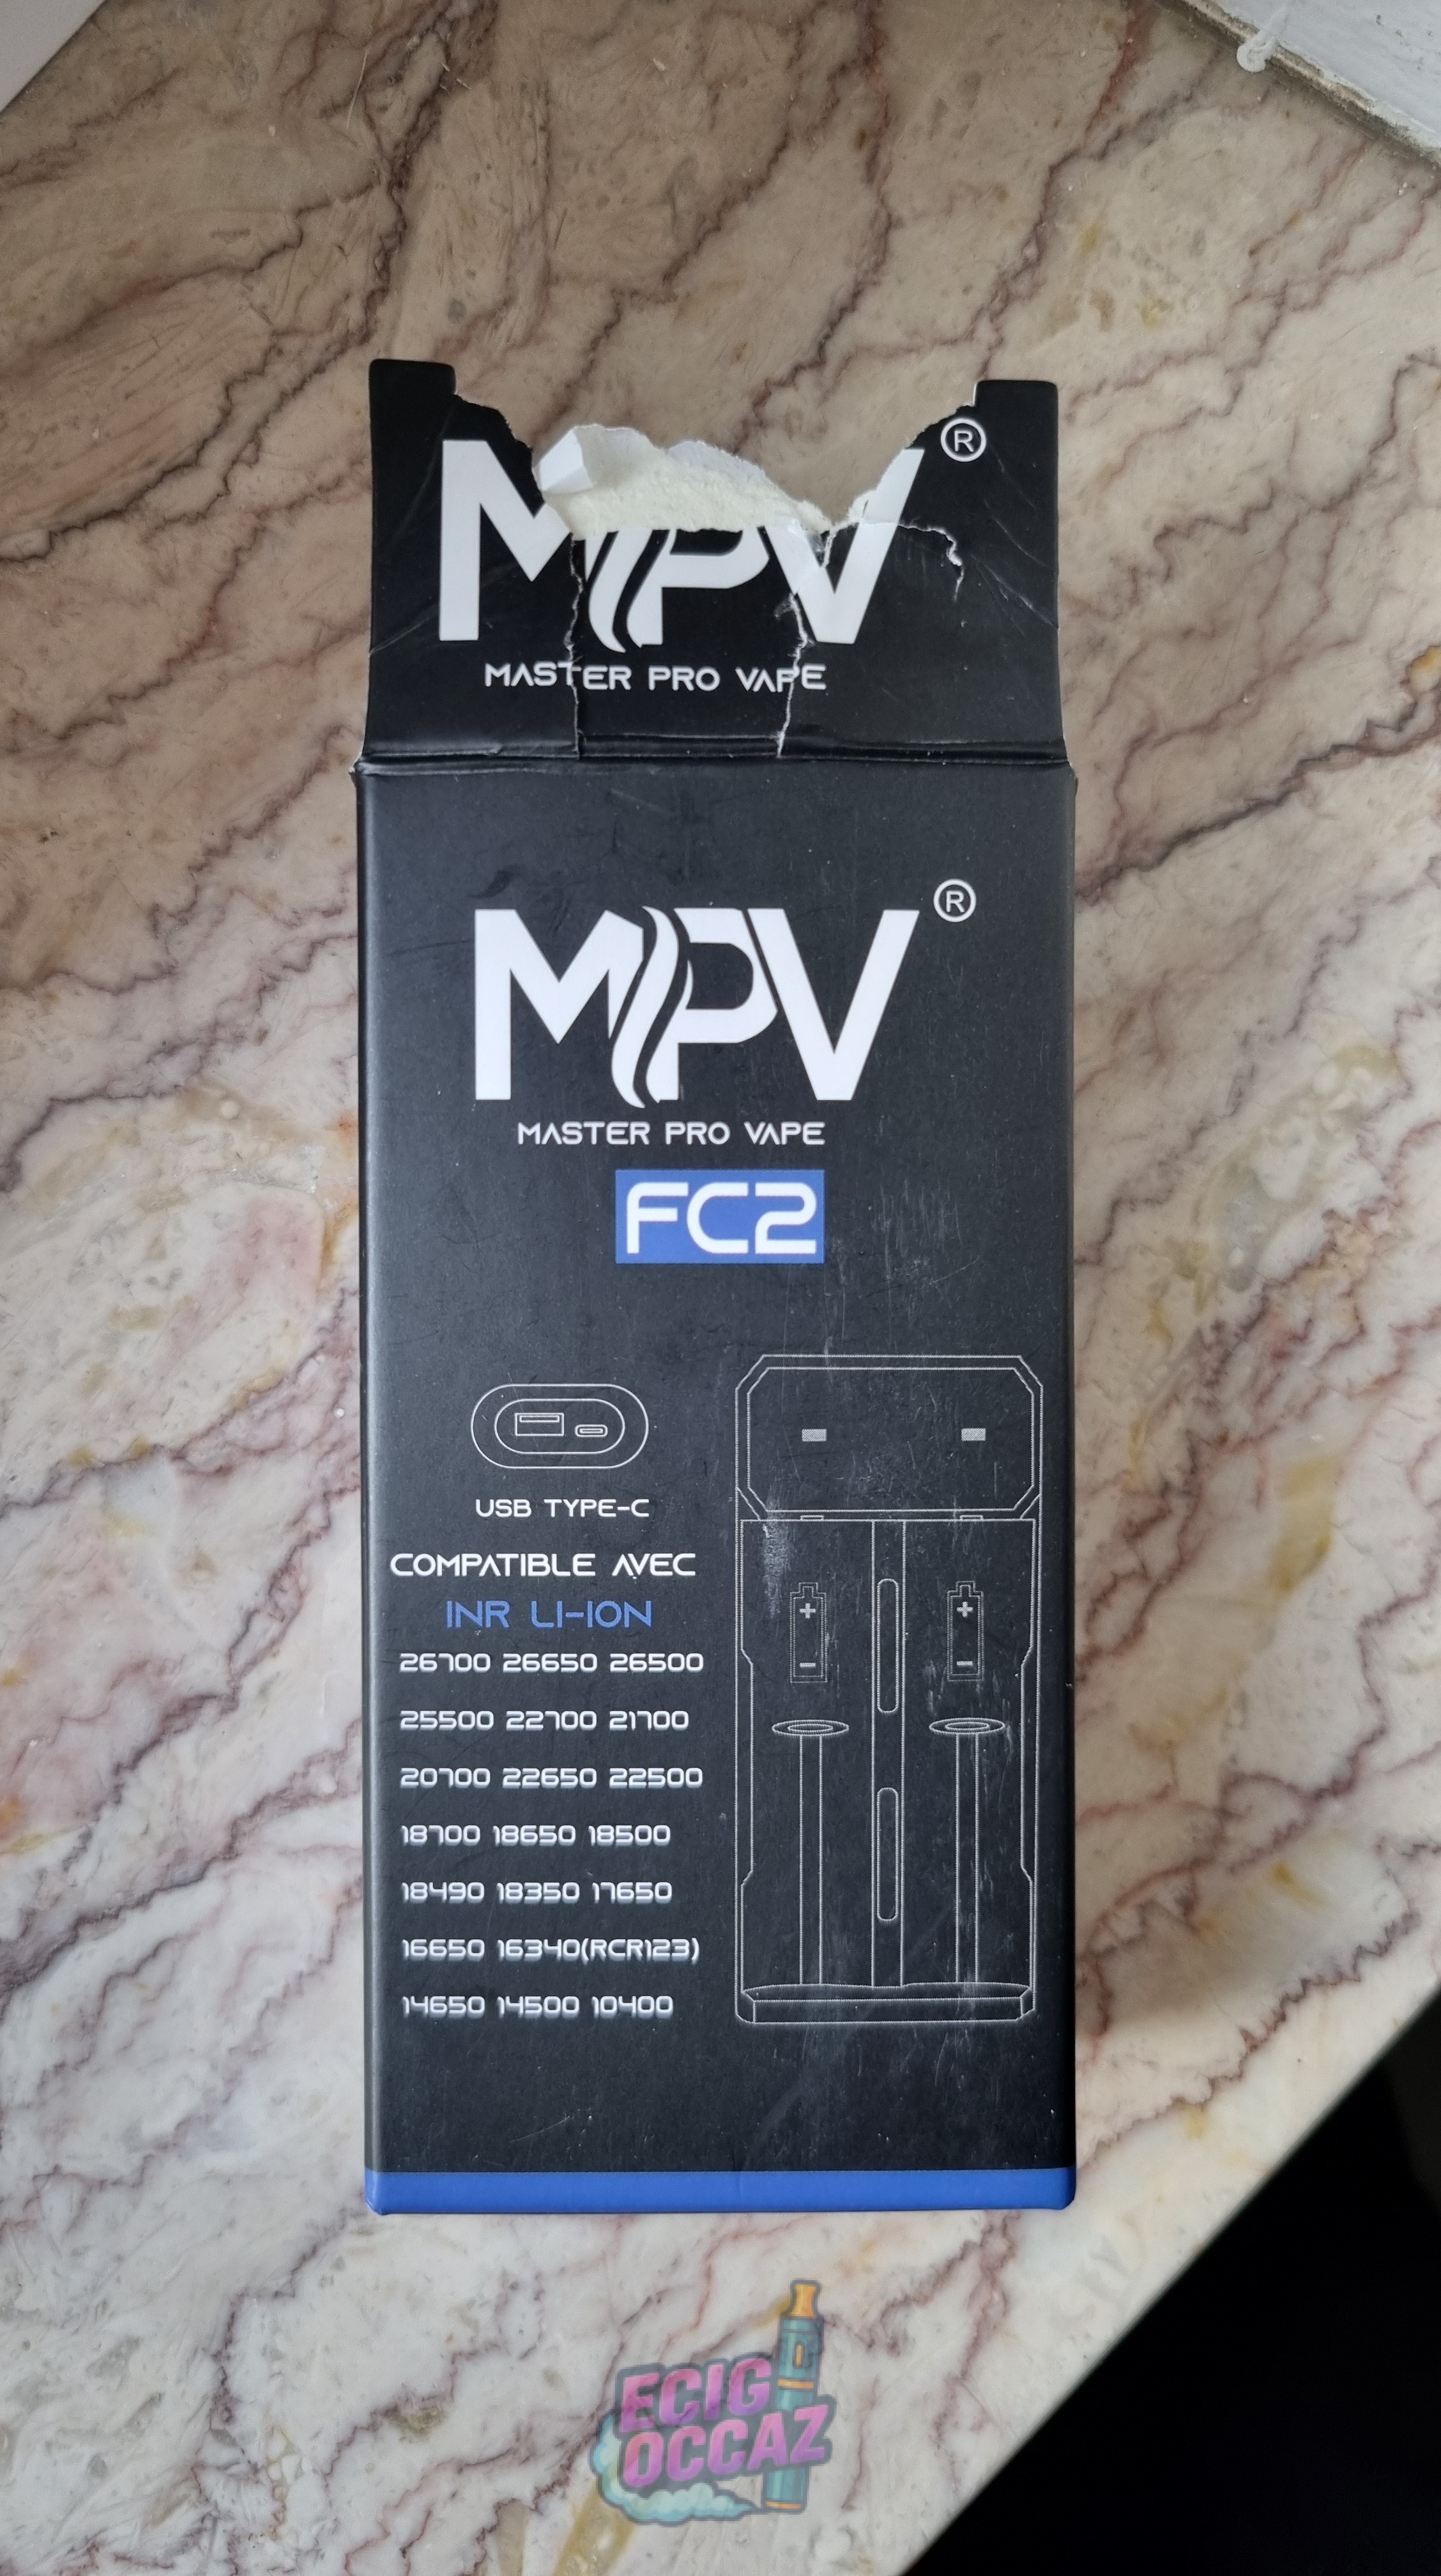 MPV ®
MASTER PRO VAPE
MPV ®
MASTER PRO VAPE
FC2
USB TYPE-C
COMPATIBLE AVEC
INR LI-ION
26700 26650 26500
25500 22700 21700
20700 22650 22500
18700 18650 18500
18490 18350 17650
16650 16340(RCR123)
14650 14500 10400
+ +
- -
ECIG
OCCAZ